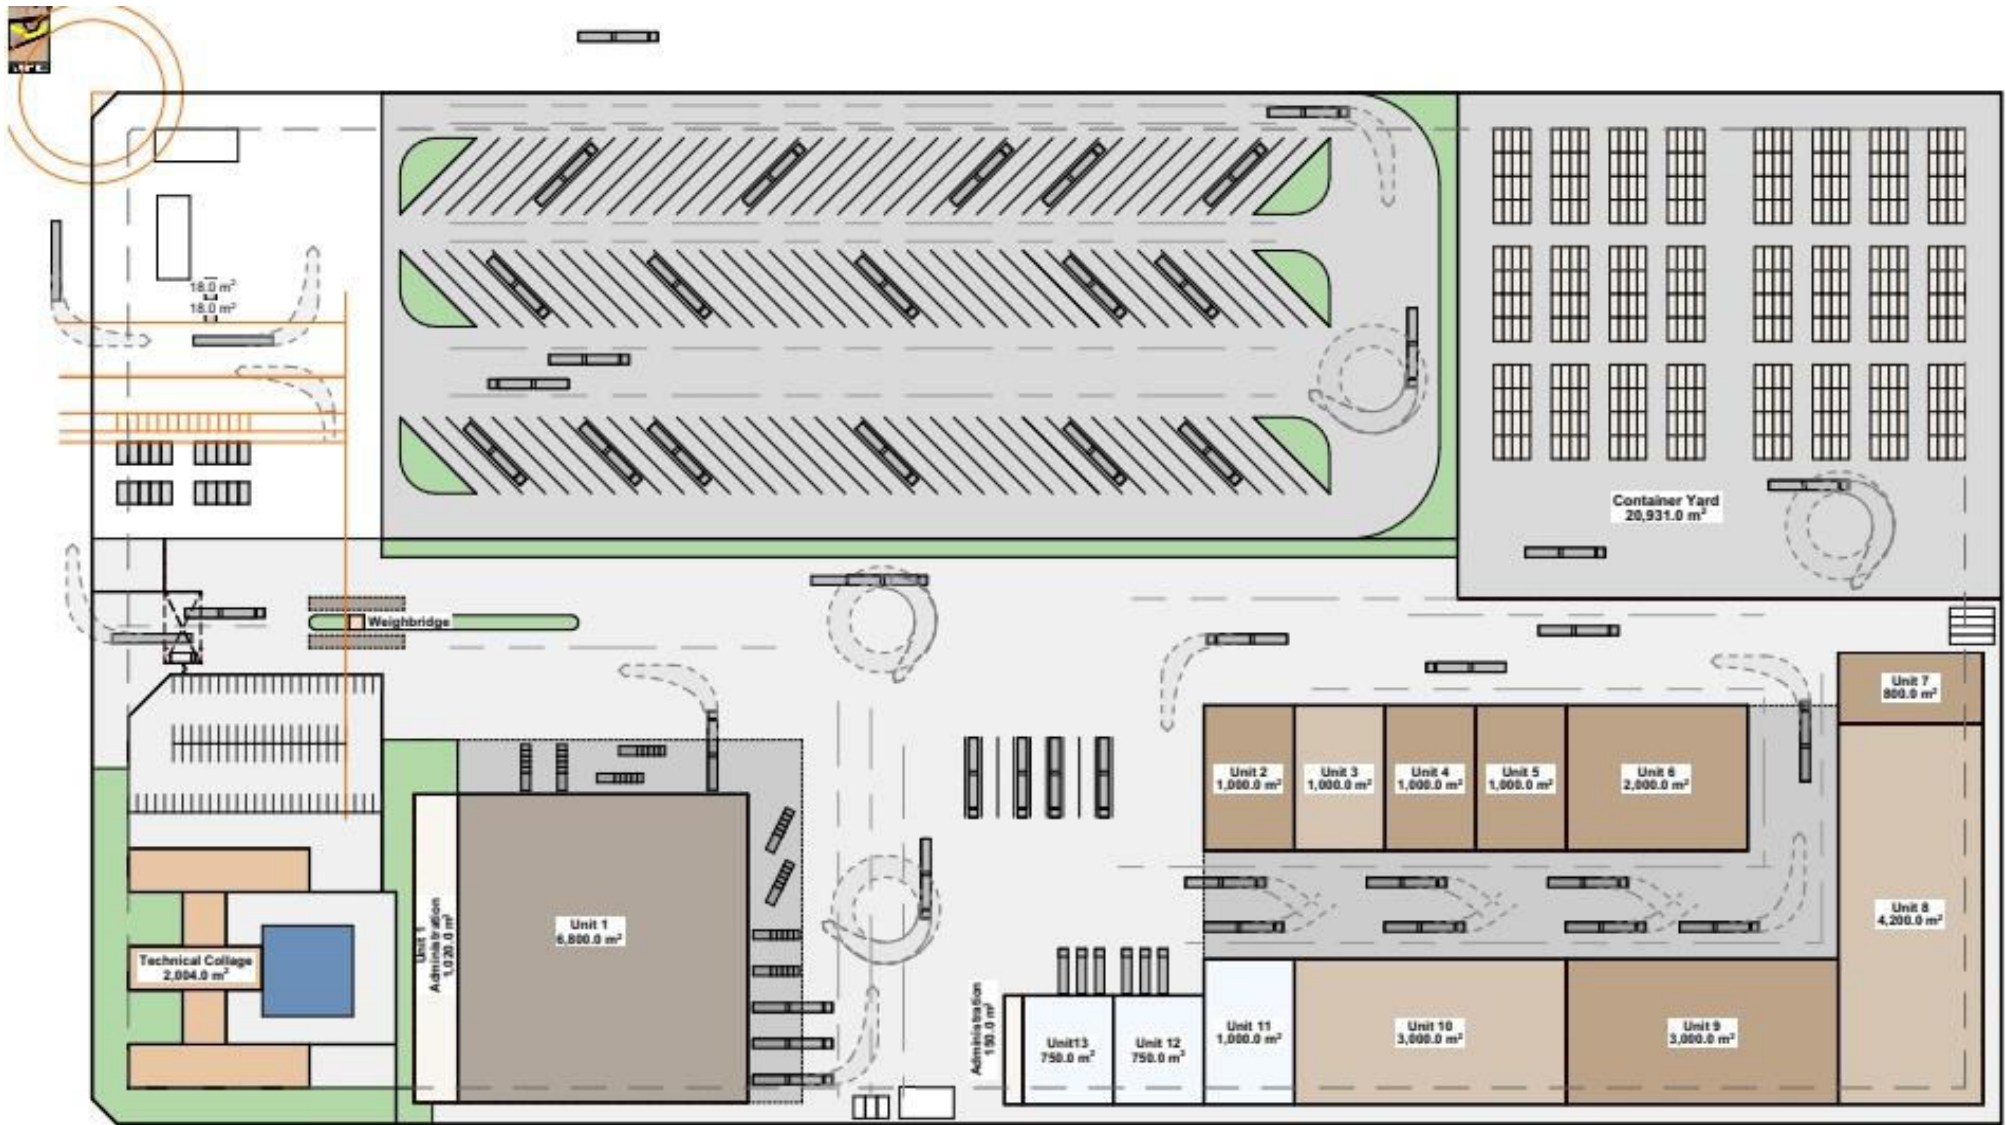 18.0 m²
18.0 m²
Container Yard
20,931.0 m²
Weighbridge
Unit 7
800.0 m²
Unit 2
1,000.0 m²
Unit 3
1,000.0 m²
Unit 4
1,000.0 m²
Unit 5
1,000.0 m²
Unit 6
2,000.0 m²
Unit 8
4,200.0 m²
Unit 1
Administration
1,020.0 m²
Unit 1
6,800.0 m²
Technical Collage
2,004.0 m²
Administration
150.0 m²
Unit13
750.0 m²
Unit 12
750.0 m²
Unit 11
1,000.0 m²
Unit 10
3,000.0 m²
Unit 9
3,000.0 m²